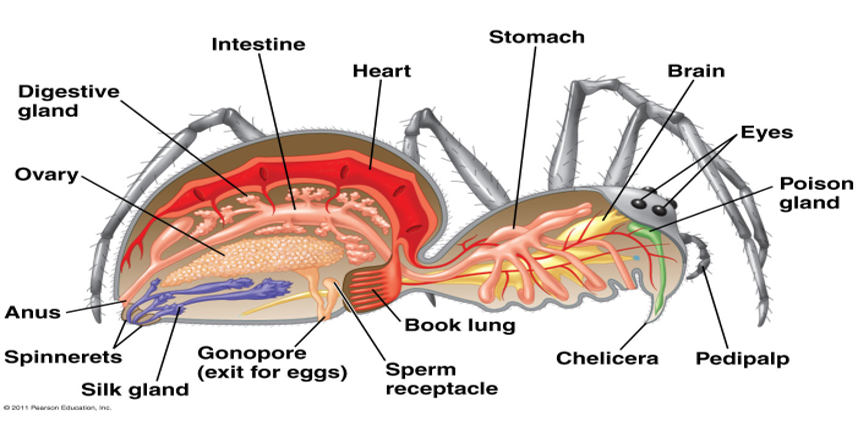 Stomach
Intestine
Heart
Brain
Digestive
gland
Eyes
Ovary
Poison
gland
Anus
Book lung
Spinnerets
Gonopore
(exit for eggs)
Chelicera
Pedipalp
Sperm
receptacle
Silk gland
© 2011 Pearson Education, Inc.